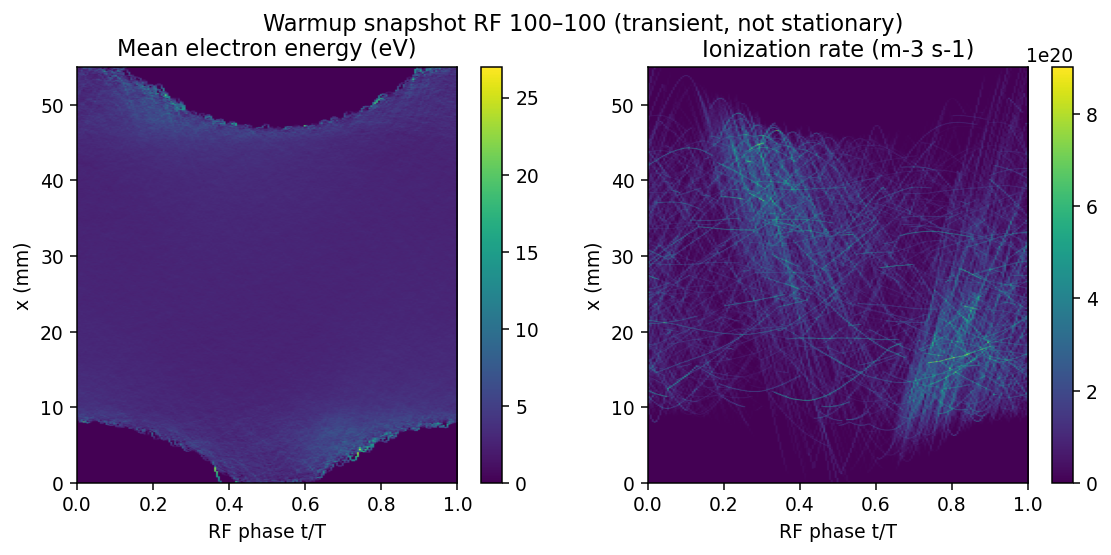 Warmup snapshot RF 100–100 (transient, not stationary)
Mean electron energy (eV)
Ionization rate (m-3 s-1)
1e20
x (mm)
50
40
30
20
10
0
0.0 0.2 0.4 0.6 0.8 1.0
RF phase t/T
25
20
15
10
5
0
x (mm)
50
40
30
20
10
0
0.0 0.2 0.4 0.6 0.8 1.0
RF phase t/T
8
6
4
2
0